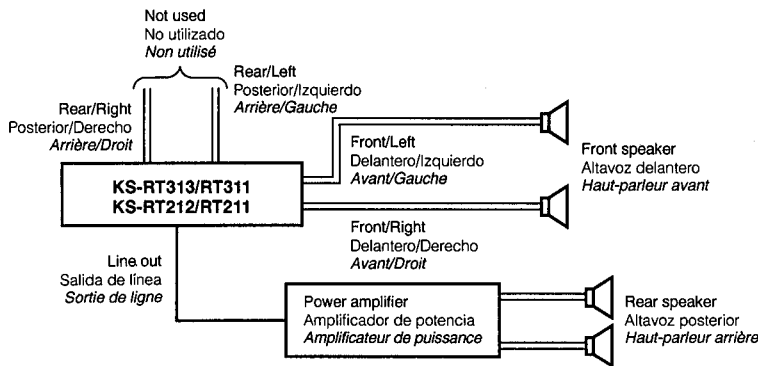 Not used
No utilizado
Non utilisé
Rear/Left
Posterior/Izquierdo
Arrière/Gauche
Rear/Right
Posterior/Derecho
Arrière/Droit
Front/Left
Delantero/Izquierdo
Avant/Gauche
Front speaker
Altavoz delantero
Haut-parleur avant
KS-RT313/RT311
KS-RT212/RT211
Front/Right
Delantero/Derecho
Avant/Droit
Line out
Salida de línea
Sortie de ligne
Power amplifier
Amplificador de potencia
Amplificateur de puissance
Rear speaker
Altavoz posterior
Haut-parleur arrière